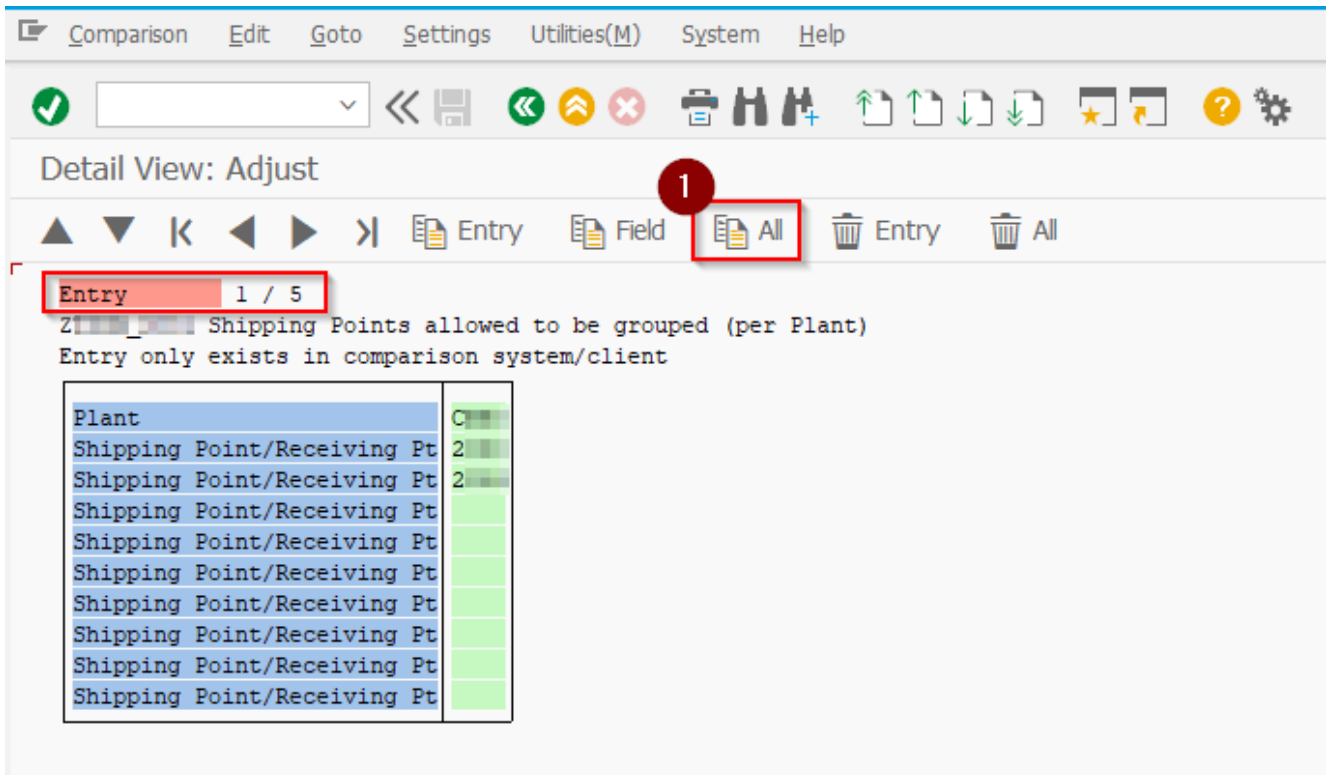 Comparison Edit Goto Settings Utilities(M) System Help
Detail View: Adjust
1
Entry Field All Entry All
Entry 1 / 5
Shipping Points allowed to be grouped (per Plant)
Entry only exists in comparison system/client
Plant
Shipping Point/Receiving Pt 2
Shipping Point/Receiving Pt 2
Shipping Point/Receiving Pt
Shipping Point/Receiving Pt
Shipping Point/Receiving Pt
Shipping Point/Receiving Pt
Shipping Point/Receiving Pt
Shipping Point/Receiving Pt
Shipping Point/Receiving Pt